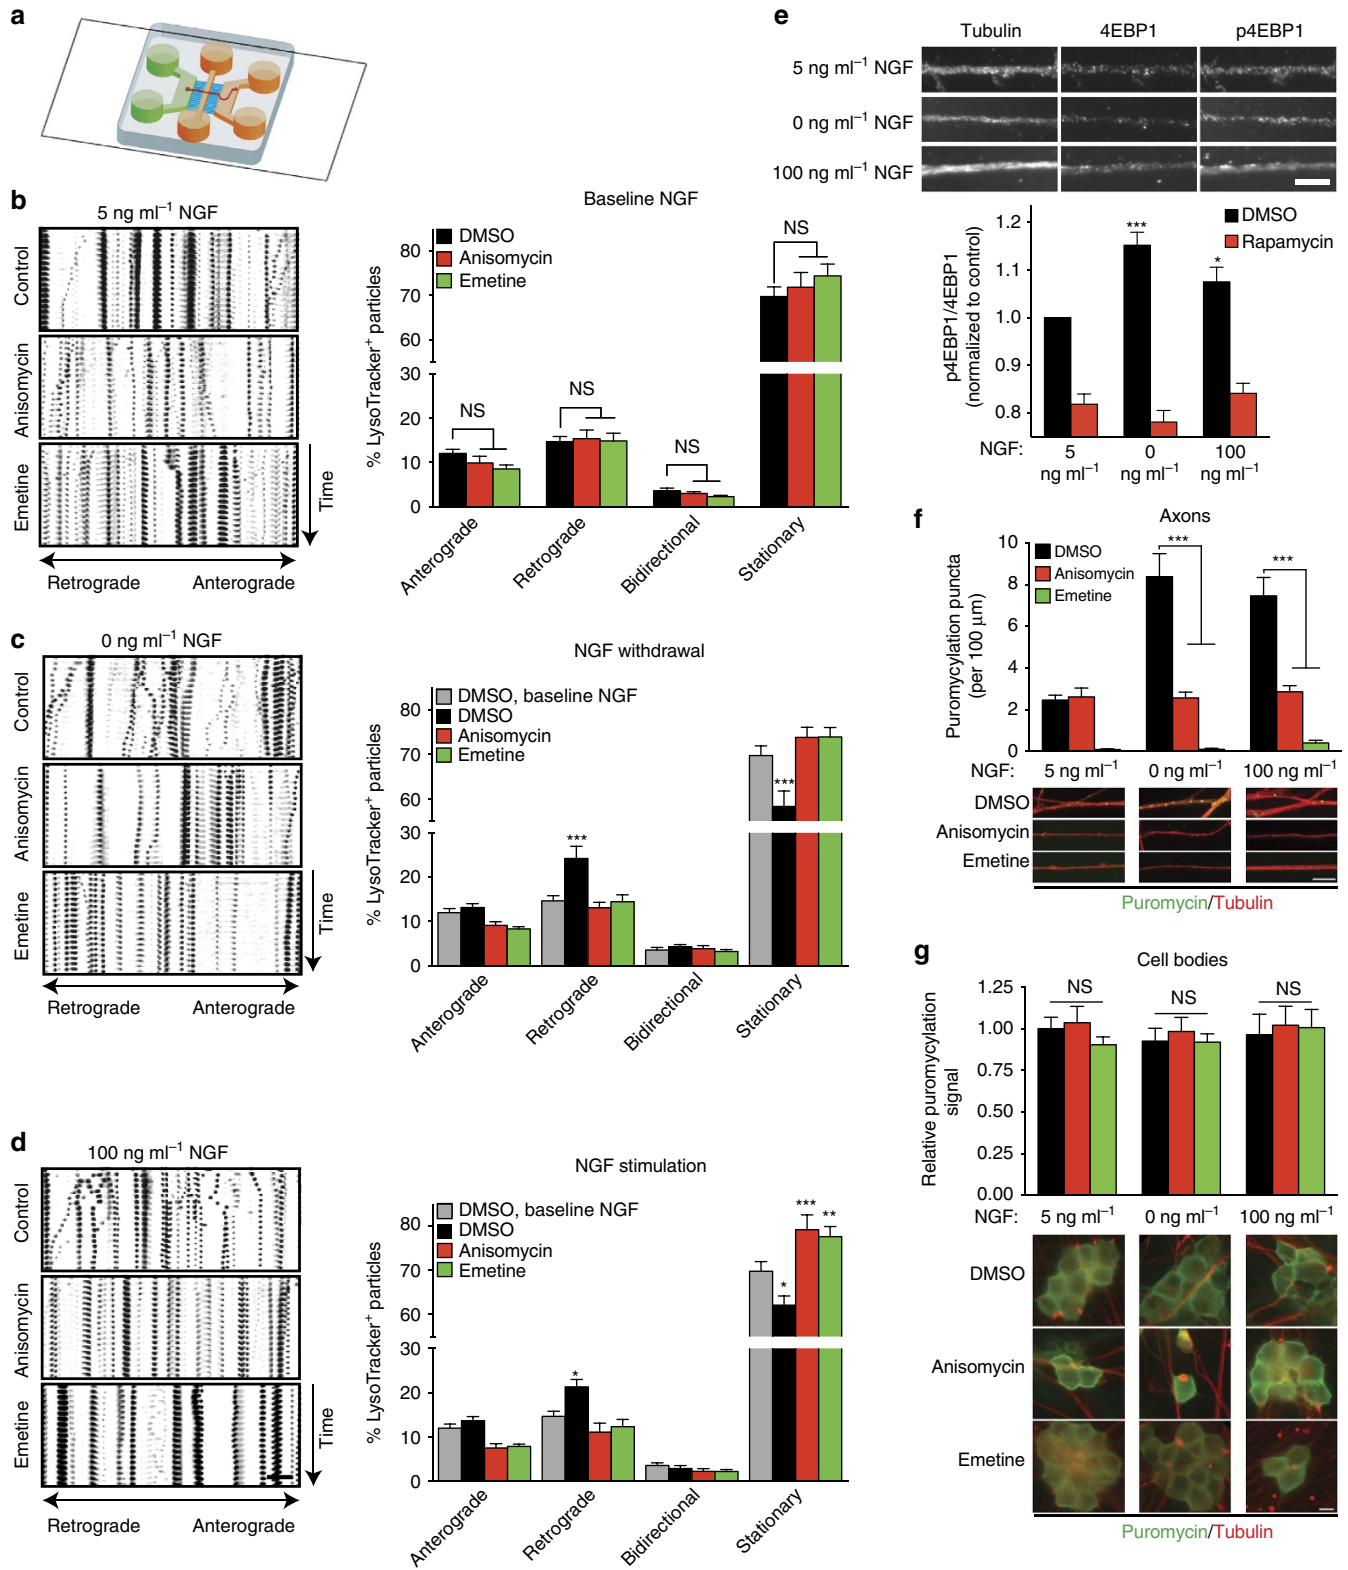 a
b
5 ng ml⁻¹ NGF
Control
Anisomycin
Emetine
Time
Retrograde Anterograde
Baseline NGF
DMSO
Anisomycin
Emetine
% LysoTracker⁺ particles
80
70
60
30
20
10
0
NS
NS
NS
NS
Anterograde
Retrograde
Bidirectional
Stationary
c
0 ng ml⁻¹ NGF
Control
Anisomycin
Emetine
Time
Retrograde Anterograde
NGF withdrawal
DMSO, baseline NGF
DMSO
Anisomycin
Emetine
% LysoTracker⁺ particles
80
70
60
30
20
10
0
***
***
Anterograde
Retrograde
Bidirectional
Stationary
d
100 ng ml⁻¹ NGF
Control
Anisomycin
Emetine
Time
Retrograde Anterograde
NGF stimulation
DMSO, baseline NGF
DMSO
Anisomycin
Emetine
% LysoTracker⁺ particles
80
70
60
30
20
10
0
*
*
***
**
Anterograde
Retrograde
Bidirectional
Stationary
e
Tubulin 4EBP1 p4EBP1
5 ng ml⁻¹ NGF
0 ng ml⁻¹ NGF
100 ng ml⁻¹ NGF
p4EBP1/4EBP1
(normalized to control)
1.2
1.1
1.0
0.9
0.8
***
*
DMSO
Rapamycin
NGF: 5 0 100
ng ml⁻¹ ng ml⁻¹ ng ml⁻¹
f
Axons
Puromycylation puncta
(per 100 μm)
10
8
6
4
2
0
DMSO
Anisomycin
Emetine
***
***
NGF: 5 ng ml⁻¹ 0 ng ml⁻¹ 100 ng ml⁻¹
DMSO
Anisomycin
Emetine
Puromycin/Tubulin
g
Cell bodies
Relative puromycylation
signal
1.25
1.00
0.75
0.50
0.25
0.00
NS
NS
NS
NGF: 5 ng ml⁻¹ 0 ng ml⁻¹ 100 ng ml⁻¹
DMSO
Anisomycin
Emetine
Puromycin/Tubulin